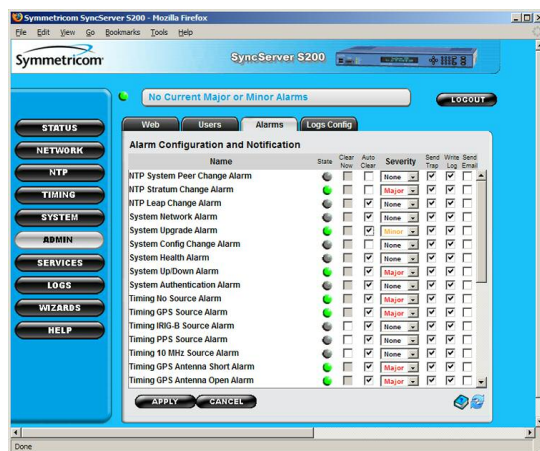 Symmetricom SyncServer S200 - Mozilla Firefox
File Edit View Go Bookmarks Tools Help
Symmetricom
SyncServer S200
No Current Major or Minor Alarms
LOGOUT
STATUS
NETWORK
NTP
TIMING
SYSTEM
ADMIN
SERVICES
LOGS
WIZARDS
HELP
Web Users Alarms Logs Config
Alarm Configuration and Notification
Name State Clear Now Auto Clear Severity Send Trap Write Log Send Email
NTP System Peer Change Alarm None
NTP Stratum Change Alarm Major
NTP Leap Change Alarm None
System Network Alarm None
System Upgrade Alarm Minor
System Config Change Alarm None
System Health Alarm None
System Up/Down Alarm Major
System Authentication Alarm None
Timing No Source Alarm Major
Timing GPS Source Alarm Major
Timing IRIG-B Source Alarm None
Timing PPS Source Alarm None
Timing 10 MHz Source Alarm None
Timing GPS Antenna Short Alarm Major
Timing GPS Antenna Open Alarm Major
APPLY CANCEL
Done